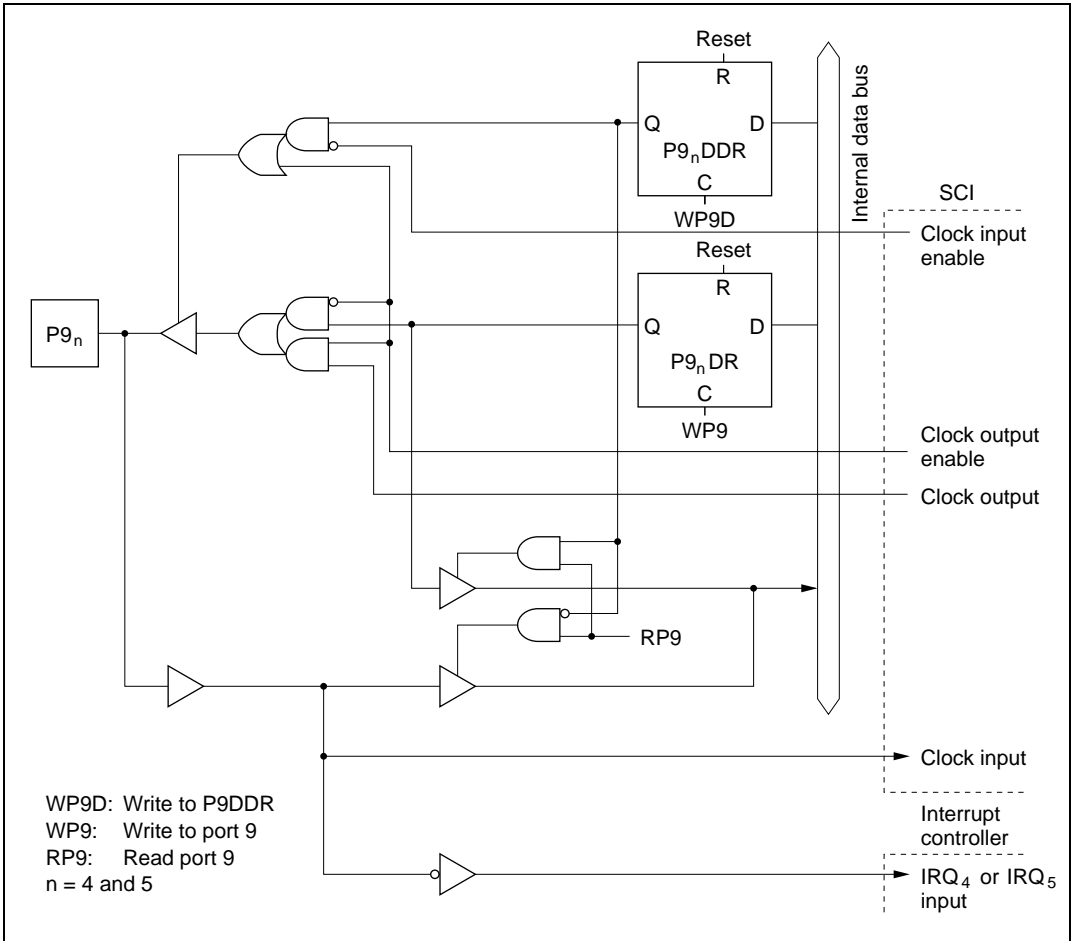 Reset
R
Q
D
P9nDDR
C
WP9D
Internal data bus
SCI
Clock input
enable
Reset
R
P9n
Q
D
P9nDR
C
WP9
Clock output
enable
Clock output
RP9
Clock input
WP9D: Write to P9DDR
WP9: Write to port 9
RP9: Read port 9
n = 4 and 5
Interrupt
controller
IRQ4 or IRQ5
input